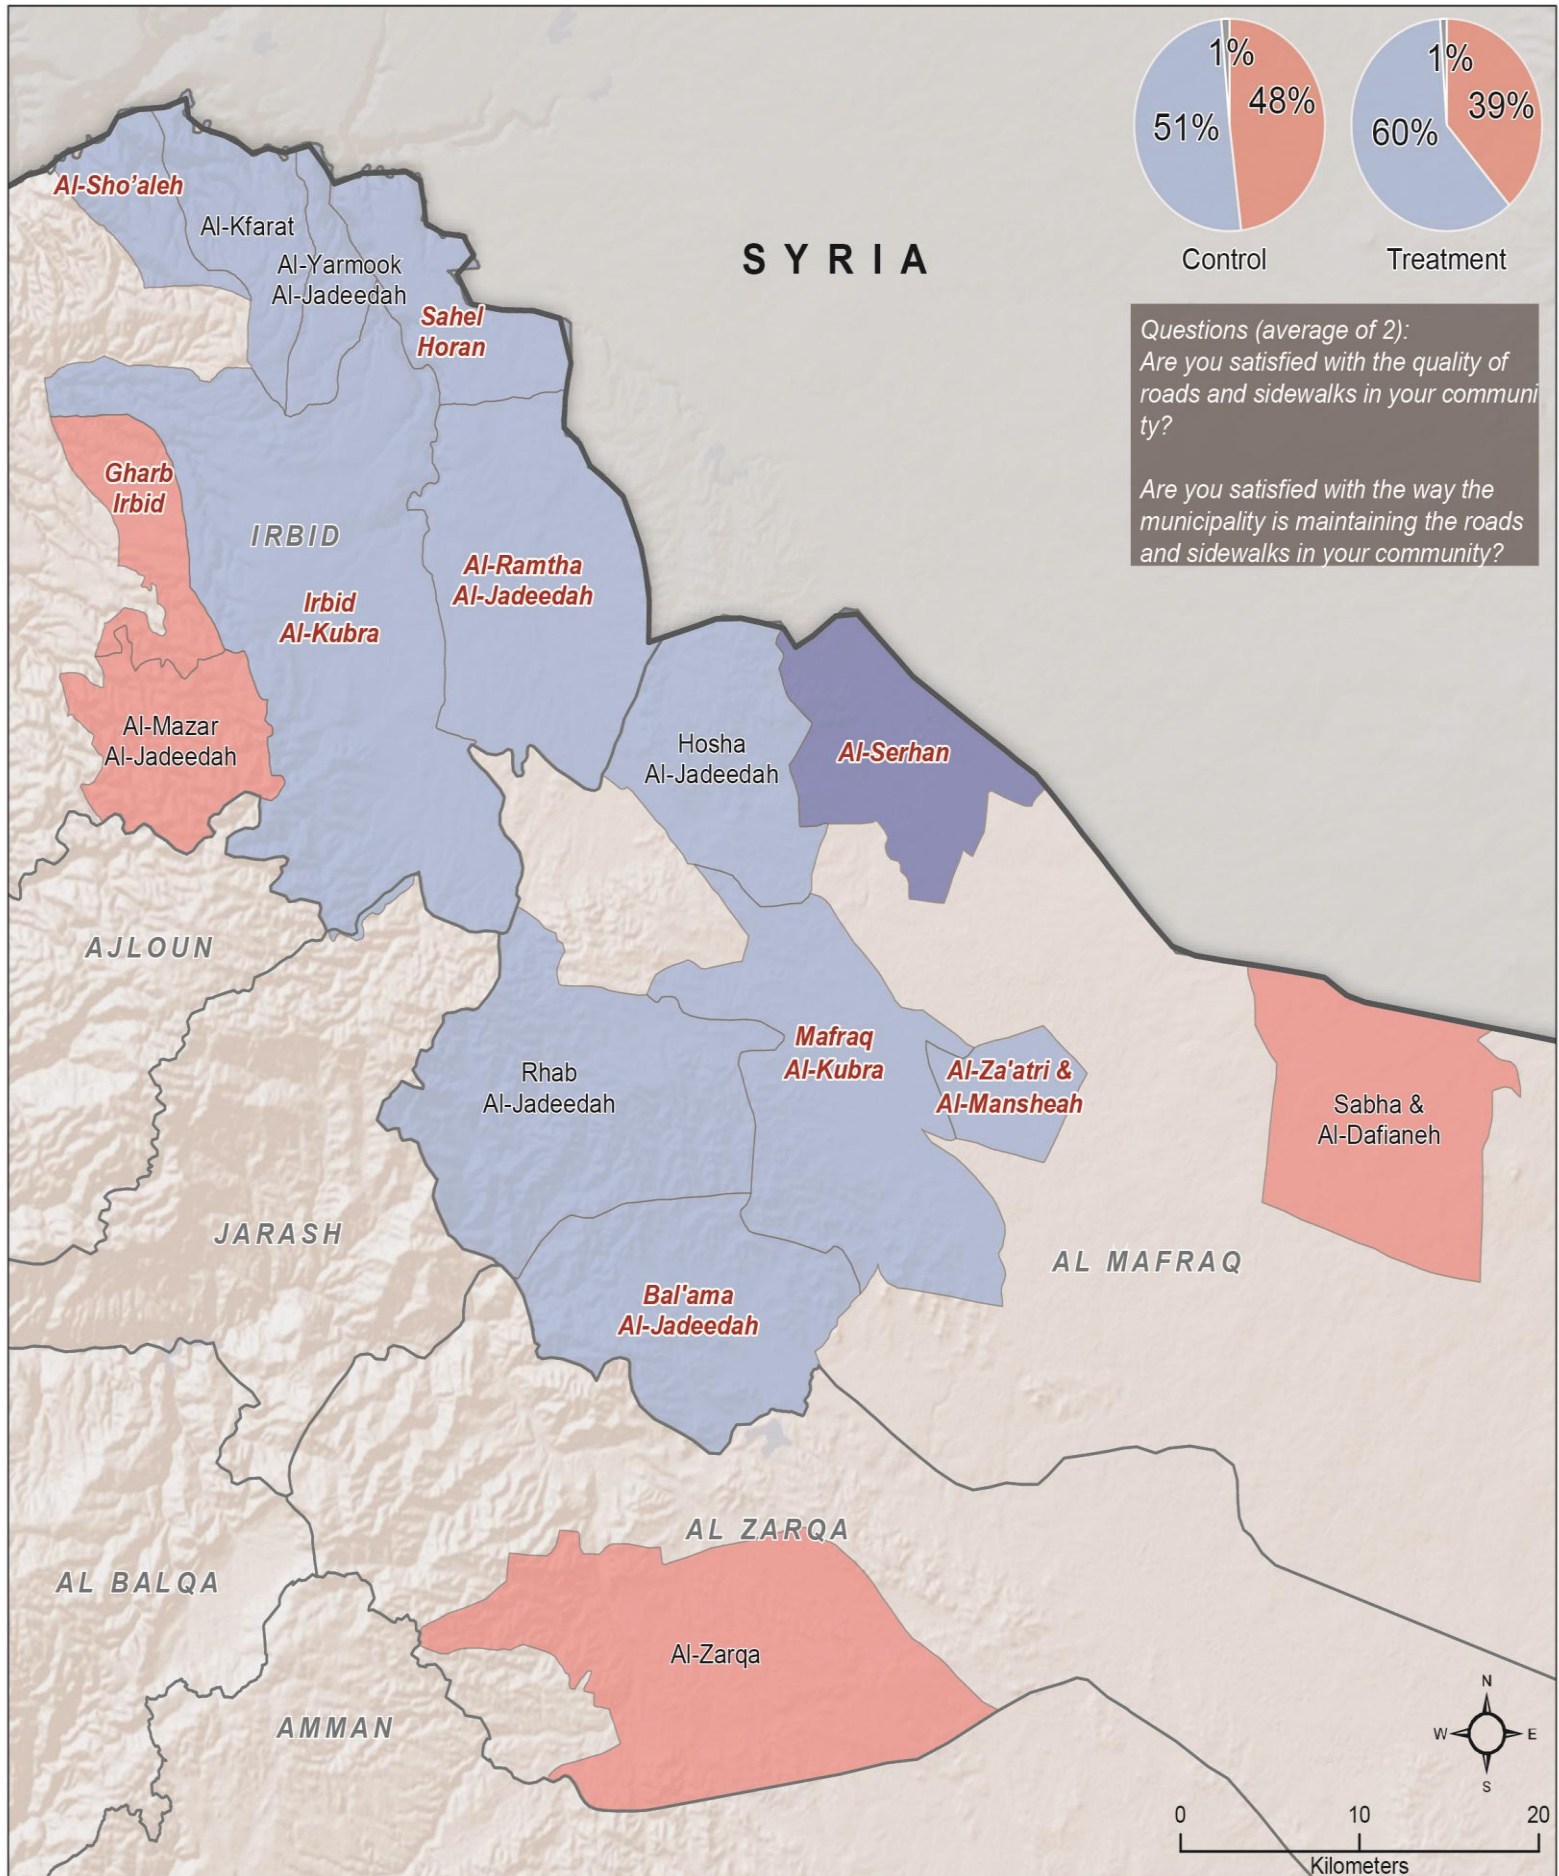 1%
48%
51%
Control
1%
39%
60%
Treatment
SYRIA
Questions (average of 2):
Are you satisfied with the quality of
roads and sidewalks in your communi
ty?
Are you satisfied with the way the
municipality is maintaining the roads
and sidewalks in your community?
Al-Sho’aleh
Al-Kfarat
Al-Yarmook
Al-Jadeedah
Sahel
Horan
Gharb
Irbid
IRBID
Irbid
Al-Kubra
Al-Ramtha
Al-Jadeedah
Al-Mazar
Al-Jadeedah
Hosha
Al-Jadeedah
Al-Serhan
AJLOUN
Rhab
Al-Jadeedah
Mafraq
Al-Kubra
Al-Za'atri &
Al-Mansheah
Sabha &
Al-Dafianeh
JARASH
AL MAFRAQ
Bal'ama
Al-Jadeedah
AL ZARQA
AL BALQA
Al-Zarqa
AMMAN
N
W
E
S
0
10
20
Kilometers